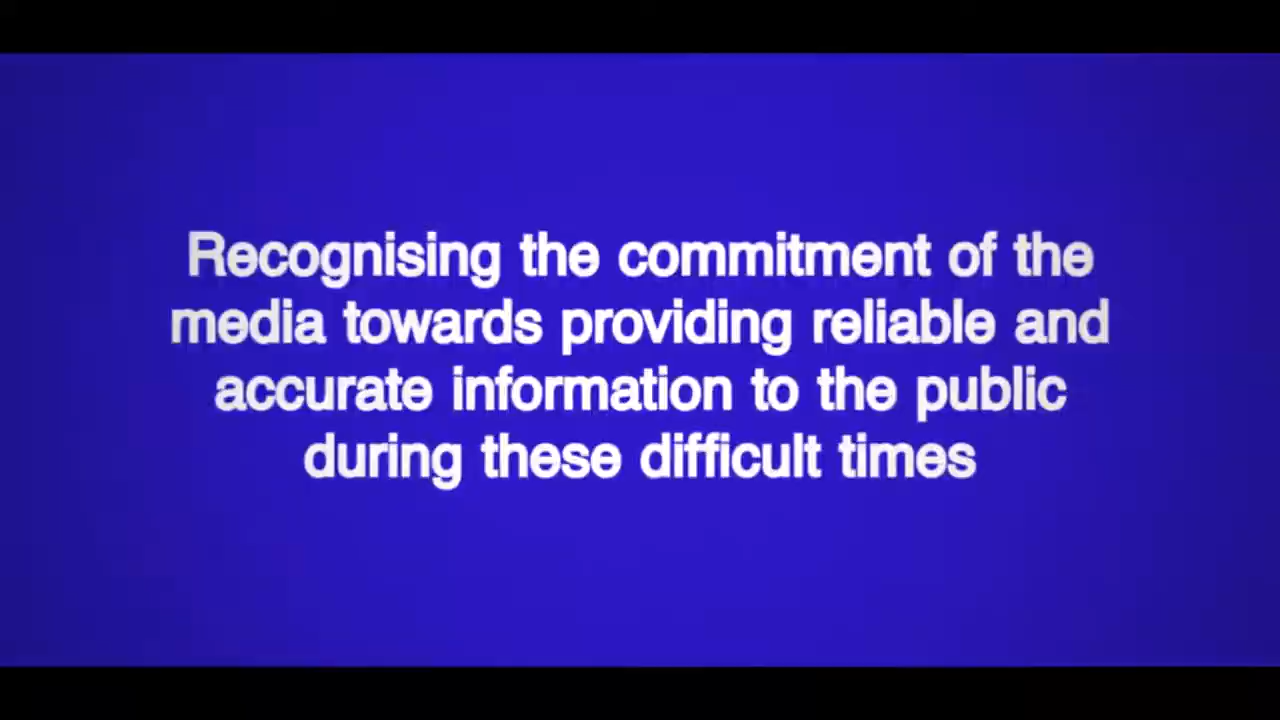 Recognising the commitment of the
media towards providing reliable and
accurate information to the public
during these difficult times